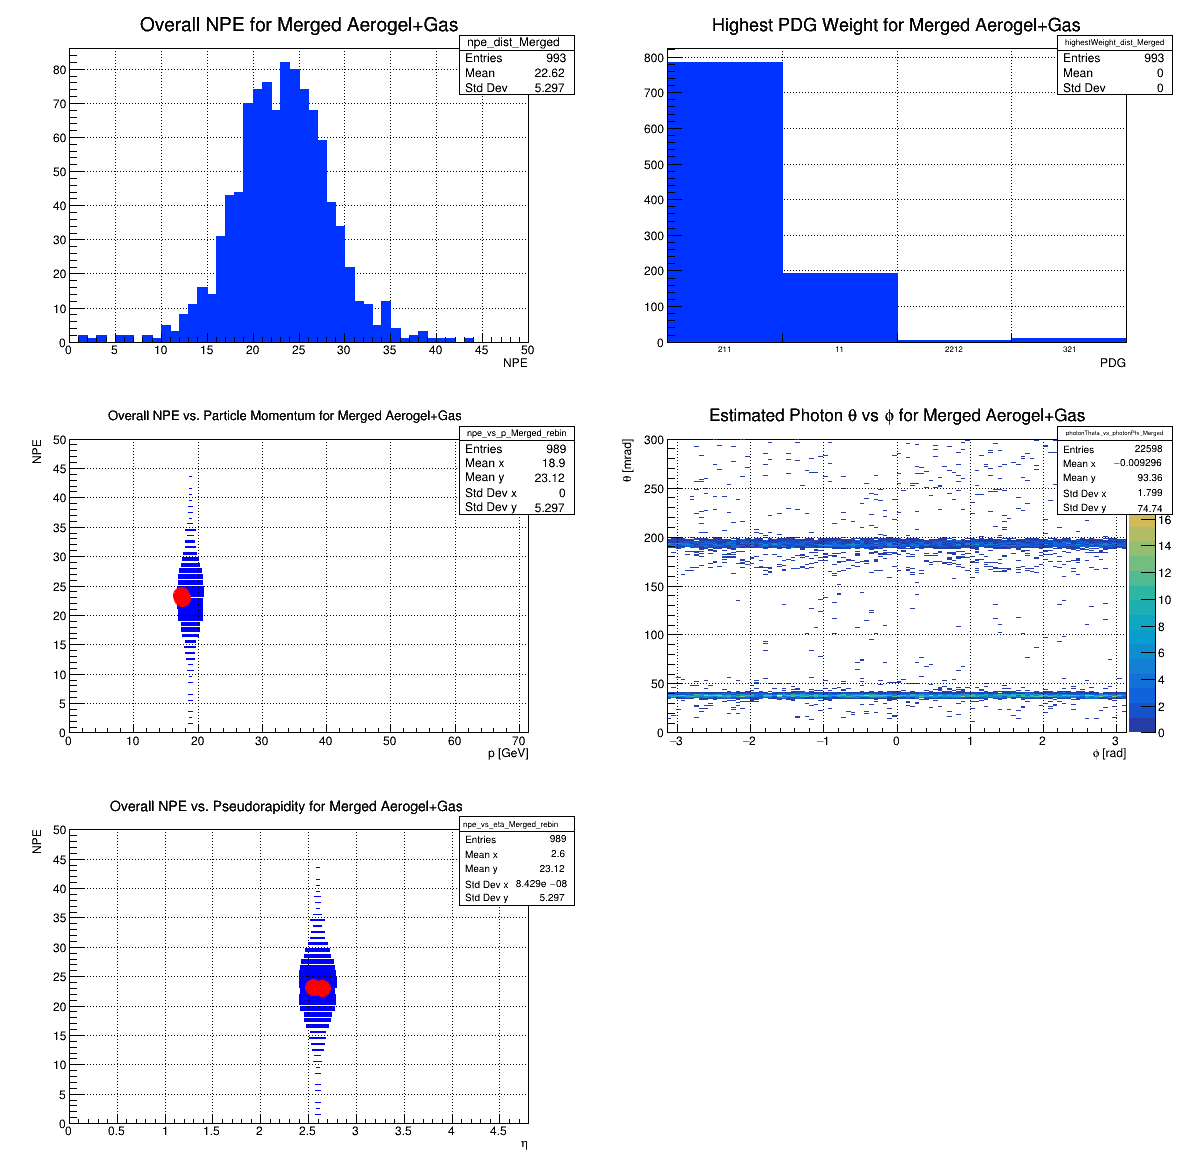 Overall NPE for Merged Aerogel+Gas
npe_dist_Merged
Entries 993
Mean 22.62
Std Dev 5.297
80
70
60
50
40
30
20
10
0
0 5 10 15 20 25 30 35 40 45 50
NPE
Highest PDG Weight for Merged Aerogel+Gas
highestWeight_dist_Merged
Entries 993
Mean 0
Std Dev 0
800
700
600
500
400
300
200
100
0
211 11 2212 321
PDG
Overall NPE vs. Particle Momentum for Merged Aerogel+Gas
npe_vs_p_Merged_rebin
Entries 989
Mean x 18.9
Mean y 23.12
Std Dev x 0
Std Dev y 5.297
NPE
50
45
40
35
30
25
20
15
10
5
0
0 10 20 30 40 50 60 70
p [GeV]
Estimated Photon θ vs ϕ for Merged Aerogel+Gas
photonTheta_vs_photonPhi_Merged
Entries 22598
Mean x −0.009296
Mean y 93.36
Std Dev x 1.799
Std Dev y 74.74
θ [mrad]
300
250
200
150
100
50
0
−3 −2 −1 0 1 2 3
ϕ [rad]
16
14
12
10
8
6
4
2
0
Overall NPE vs. Pseudorapidity for Merged Aerogel+Gas
npe_vs_eta_Merged_rebin
Entries 989
Mean x 2.6
Mean y 23.12
Std Dev x 8.429e −08
Std Dev y 5.297
NPE
50
45
40
35
30
25
20
15
10
5
0
0 0.5 1 1.5 2 2.5 3 3.5 4 4.5
η